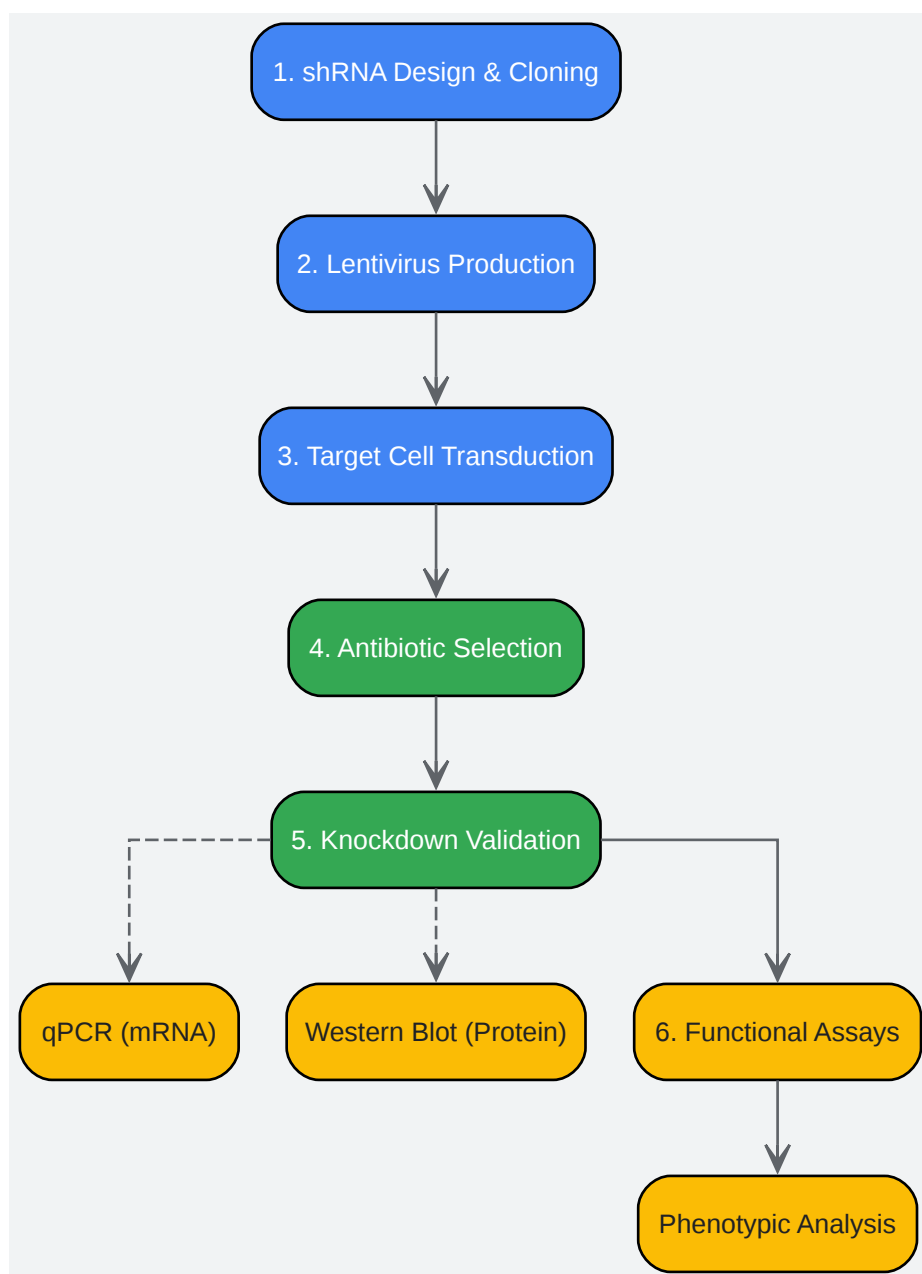 1. shRNA Design & Cloning
2. Lentivirus Production
3. Target Cell Transduction
4. Antibiotic Selection
5. Knockdown Validation
qPCR (mRNA)
Western Blot (Protein)
6. Functional Assays
Phenotypic Analysis